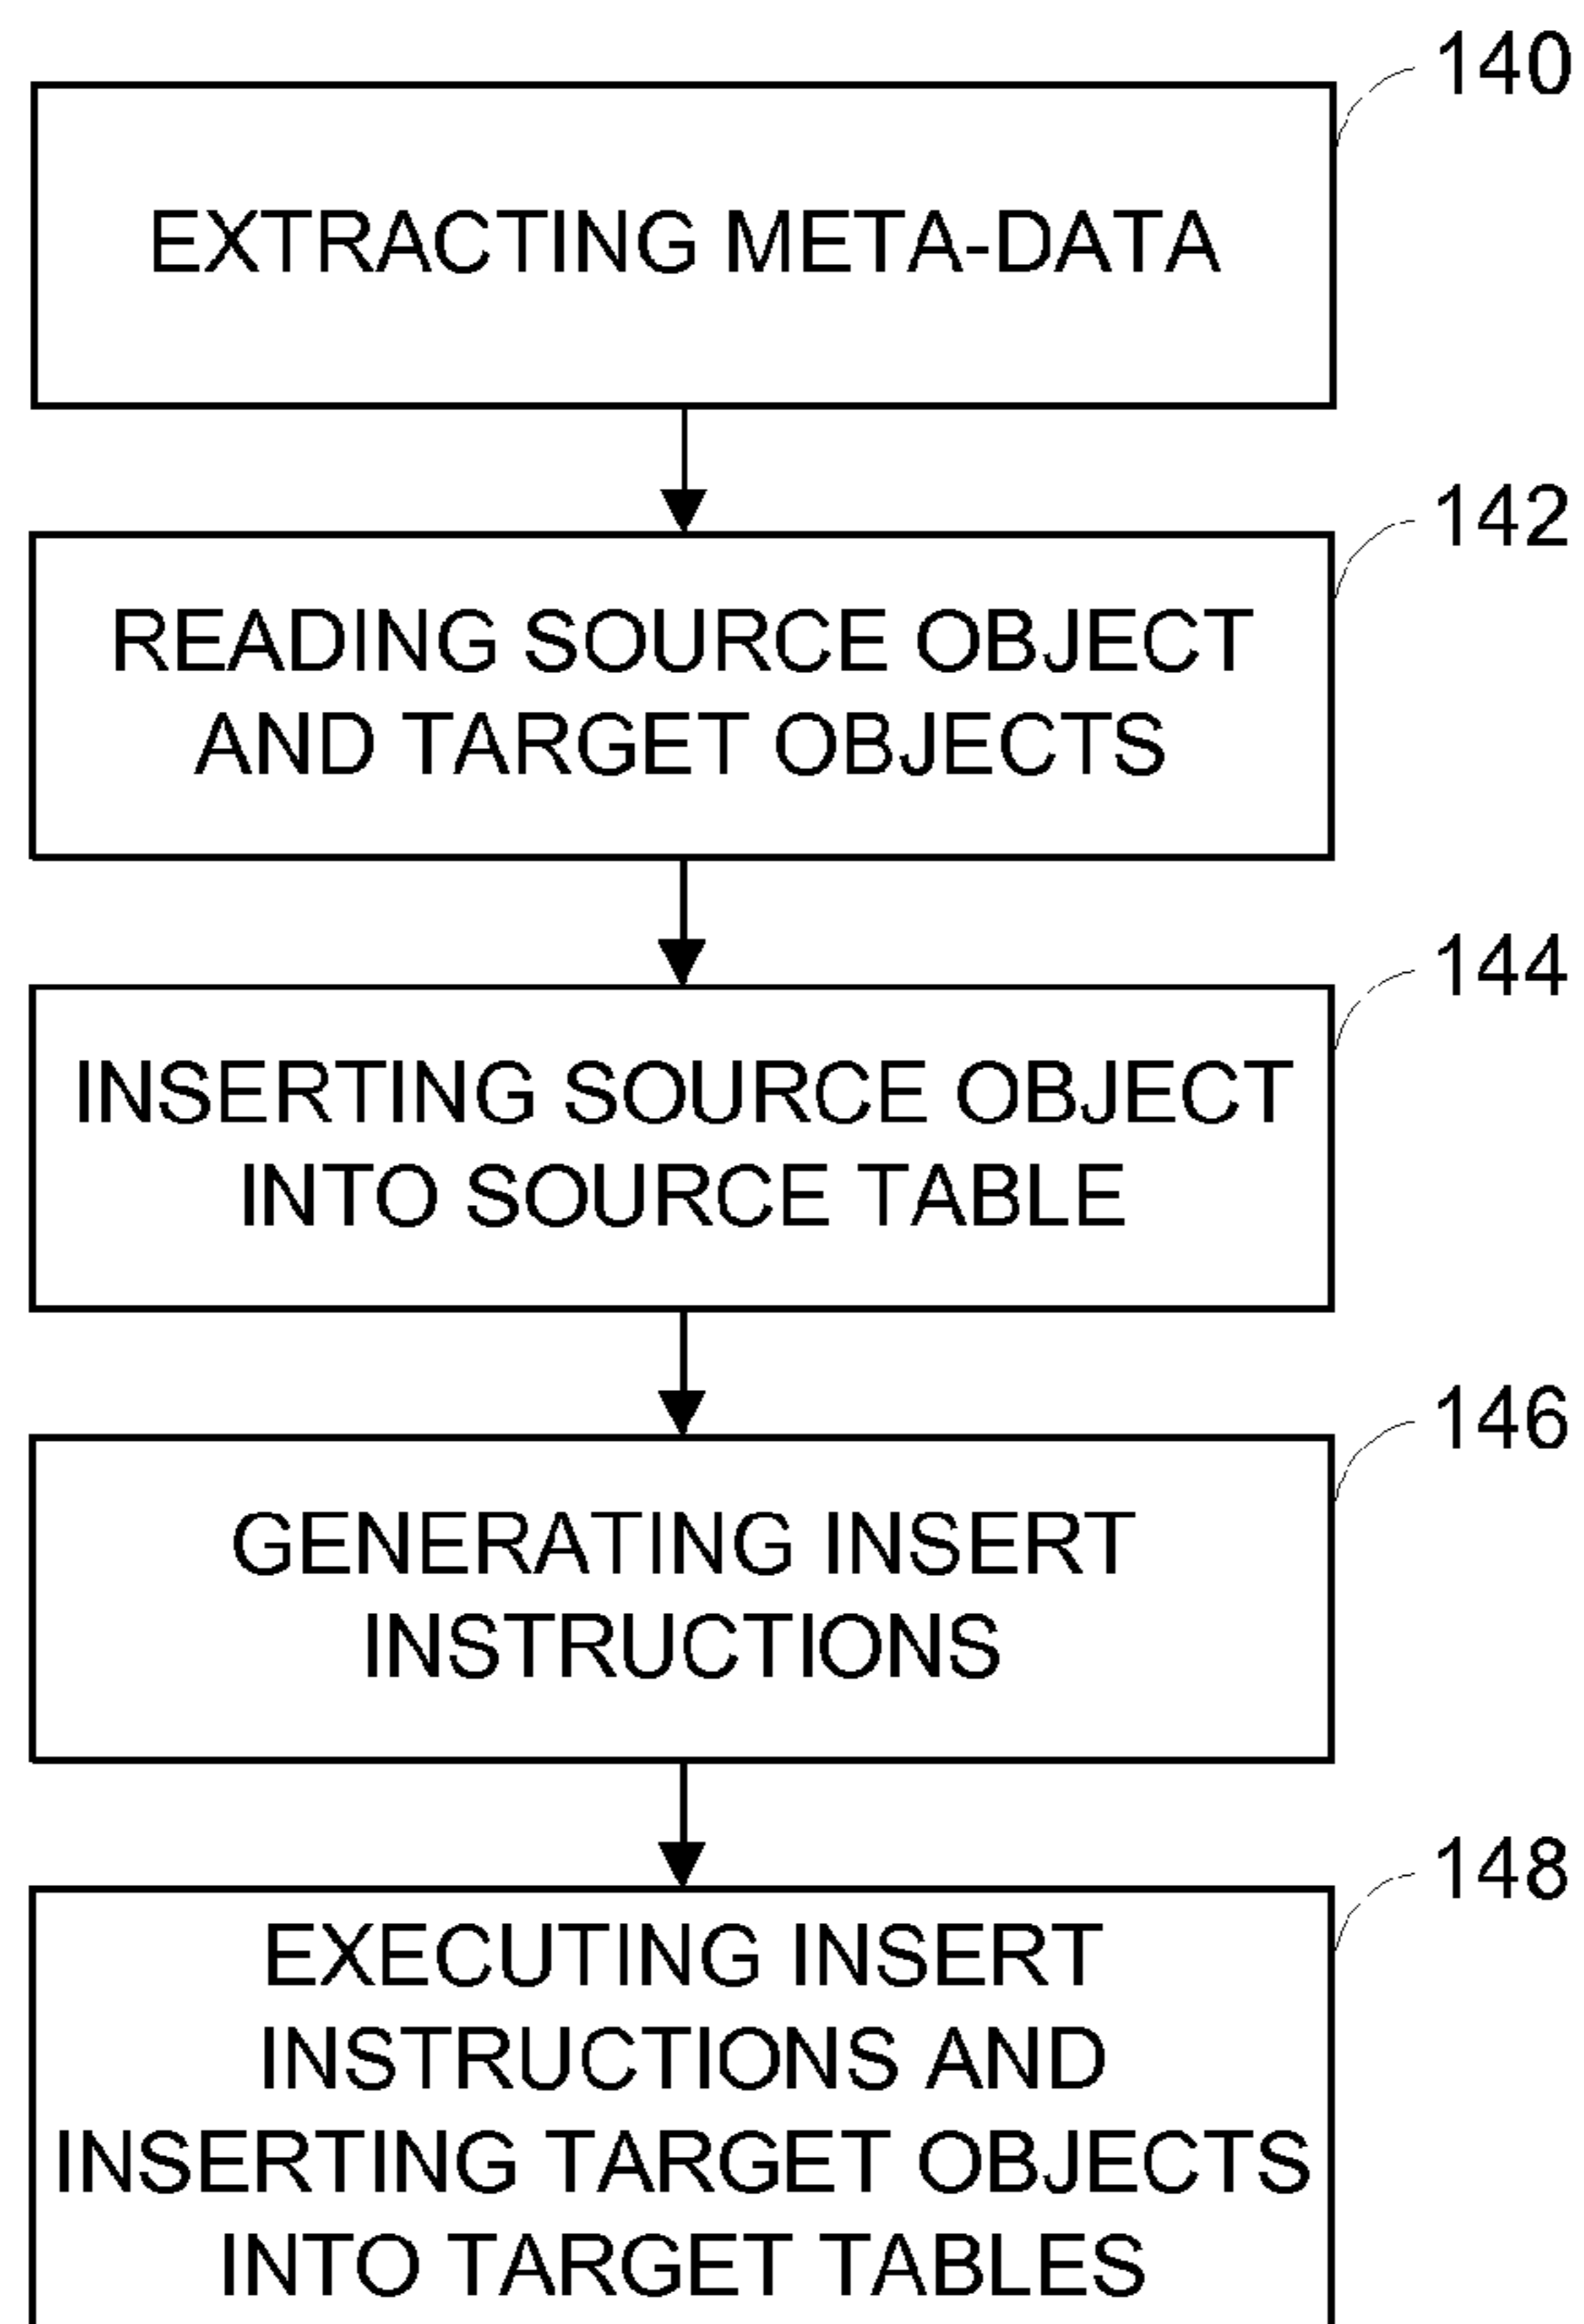 140
EXTRACTING META-DATA
142
READING SOURCE OBJECT
AND TARGET OBJECTS
144
INSERTING SOURCE OBJECT
INTO SOURCE TABLE
146
GENERATING INSERT
INSTRUCTIONS
148
EXECUTING INSERT
INSTRUCTIONS AND
INSERTING TARGET OBJECTS
INTO TARGET TABLES